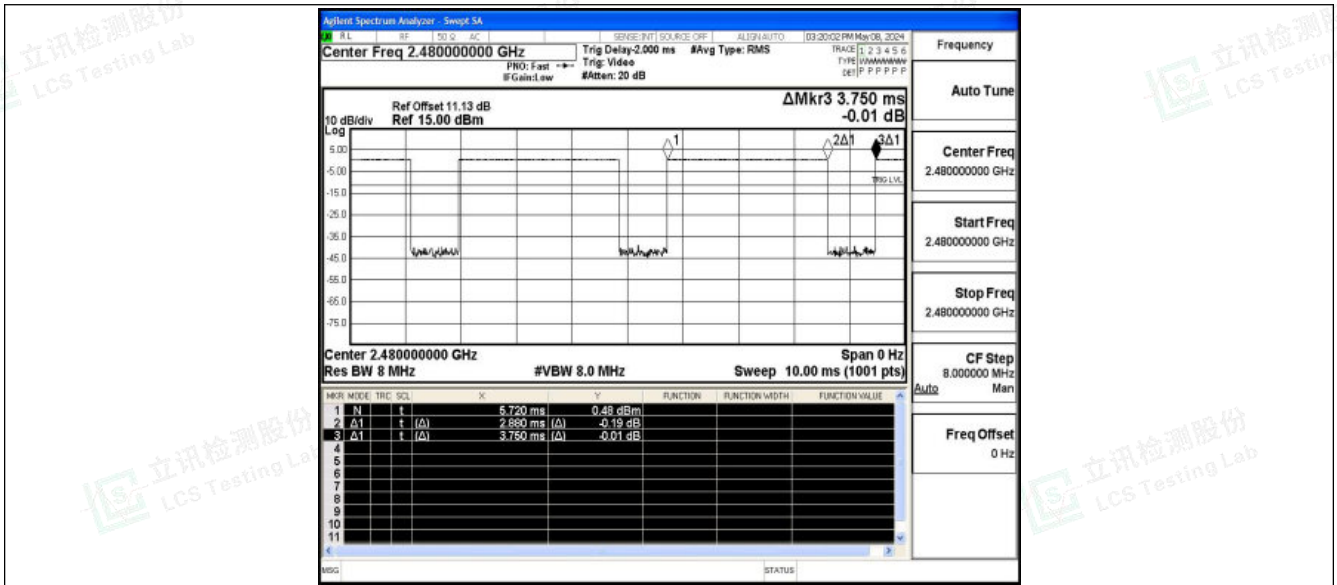 Agilent Spectrum Analyzer - Swept SA
RL RF 50 Ω AC SENSE:INT SOURCE OFF ALIGN AUTO 03:20:02 PM May 08, 2024
Center Freq 2.480000000 GHz
PNO: Fast
IFGain:Low
Trig Delay-2.000 ms
Trig: Video
#Atten: 20 dB
#Avg Type: RMS
TRACE 1 2 3 4 5 6
TYPE
DET P P P P P P
ΔMkr3 3.750 ms
-0.01 dB
Ref Offset 11.13 dB
10 dB/div Ref 15.00 dBm
Log
1
2Δ1
3Δ1
5.00
-5.00
TRIG LVL
-15.0
-25.0
-35.0
-45.0
-55.0
-65.0
-75.0
Center 2.480000000 GHz Span 0 Hz
Res BW 8 MHz #VBW 8.0 MHz Sweep 10.00 ms (1001 pts)
MKR MODE TRC SCL X Y FUNCTION FUNCTION WIDTH FUNCTION VALUE
1 N t 5.720 ms 0.48 dBm
2 Δ1 t (Δ) 2.880 ms (Δ) -0.19 dB
3 Δ1 t (Δ) 3.750 ms (Δ) -0.01 dB
4
5
6
7
8
9
10
11
MSG STATUS
Frequency
Auto Tune
Center Freq
2.480000000 GHz
Start Freq
2.480000000 GHz
Stop Freq
2.480000000 GHz
CF Step
8.000000 MHz
Auto Man
Freq Offset
0 Hz
立讯检测股份
LCS Testing Lab
立讯检测股份
LCS Testing Lab
立讯检测股份
LCS Testing Lab